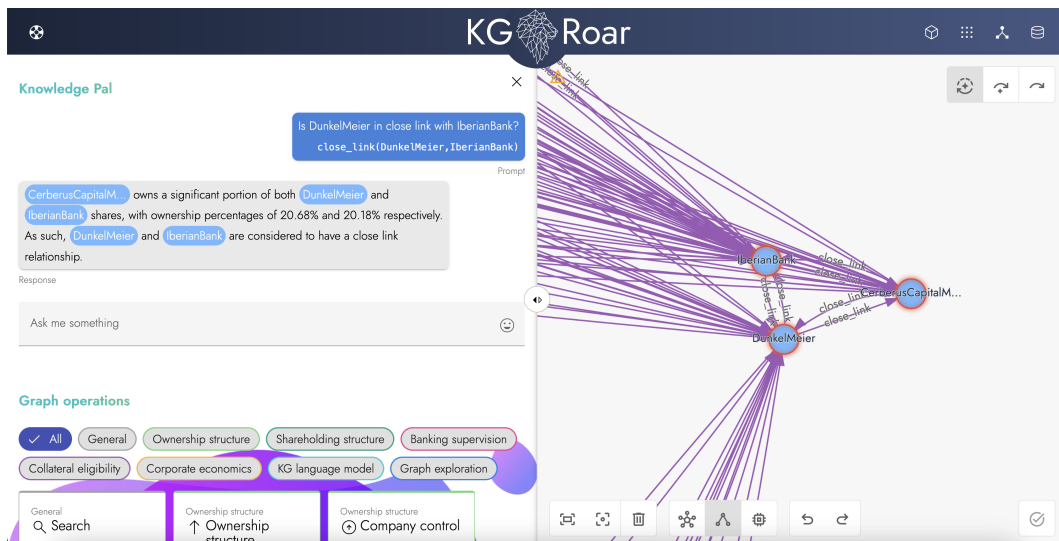 KG Roar
Knowledge Pal
Is DunkelMeier in close link with IberianBank?
close_link(DunkelMeier,IberianBank)
Prompt
CerberusCapitalM... owns a significant portion of both DunkelMeier and
IberianBank shares, with ownership percentages of 20.68% and 20.18% respectively.
As such, DunkelMeier and IberianBank are considered to have a close link
relationship.
Response
Ask me something
Graph operations
All General Ownership structure Shareholding structure Banking supervision
Collateral eligibility Corporate economics KG language model Graph exploration
General
Search
Ownership structure
Ownership
structure
Ownership structure
Company control
close_link
IberianBank
close_link
close_link
CerberusCapitalM...
close_link
close_link
close_link
close_link
DunkelMeier